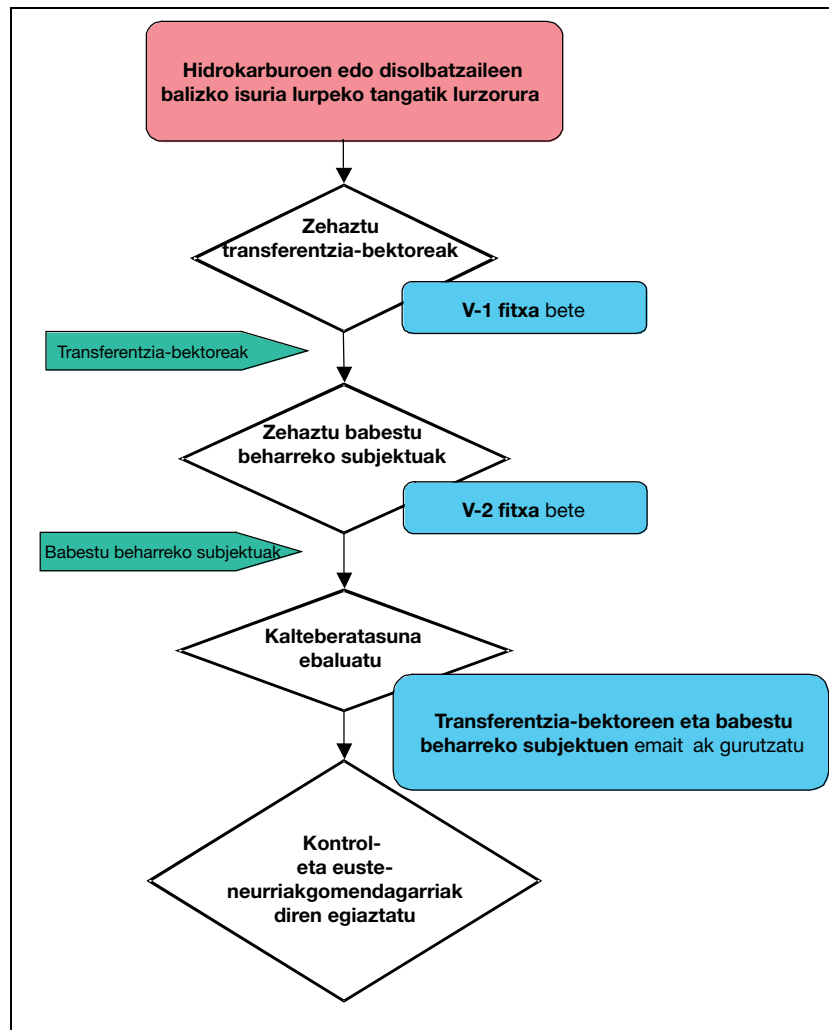 Hidrokarburoen edo disolbatzaileen
balizko isuria lurpeko tangatik lurzorura
Zehaztu
transferentzia-bektoreak
V-1 fitxa bete
Transferentzia-bektoreak
Zehaztu babestu
beharreko subjektuak
V-2 fitxa bete
Babestu beharreko subjektuak
Kalteberatasuna
ebaluatu
Transferentzia-bektoreen eta babestu
beharreko subjektuen emait ak gurutzatu
Kontrol-
eta euste-
neurriakgomendagarriak
diren egiaztatu